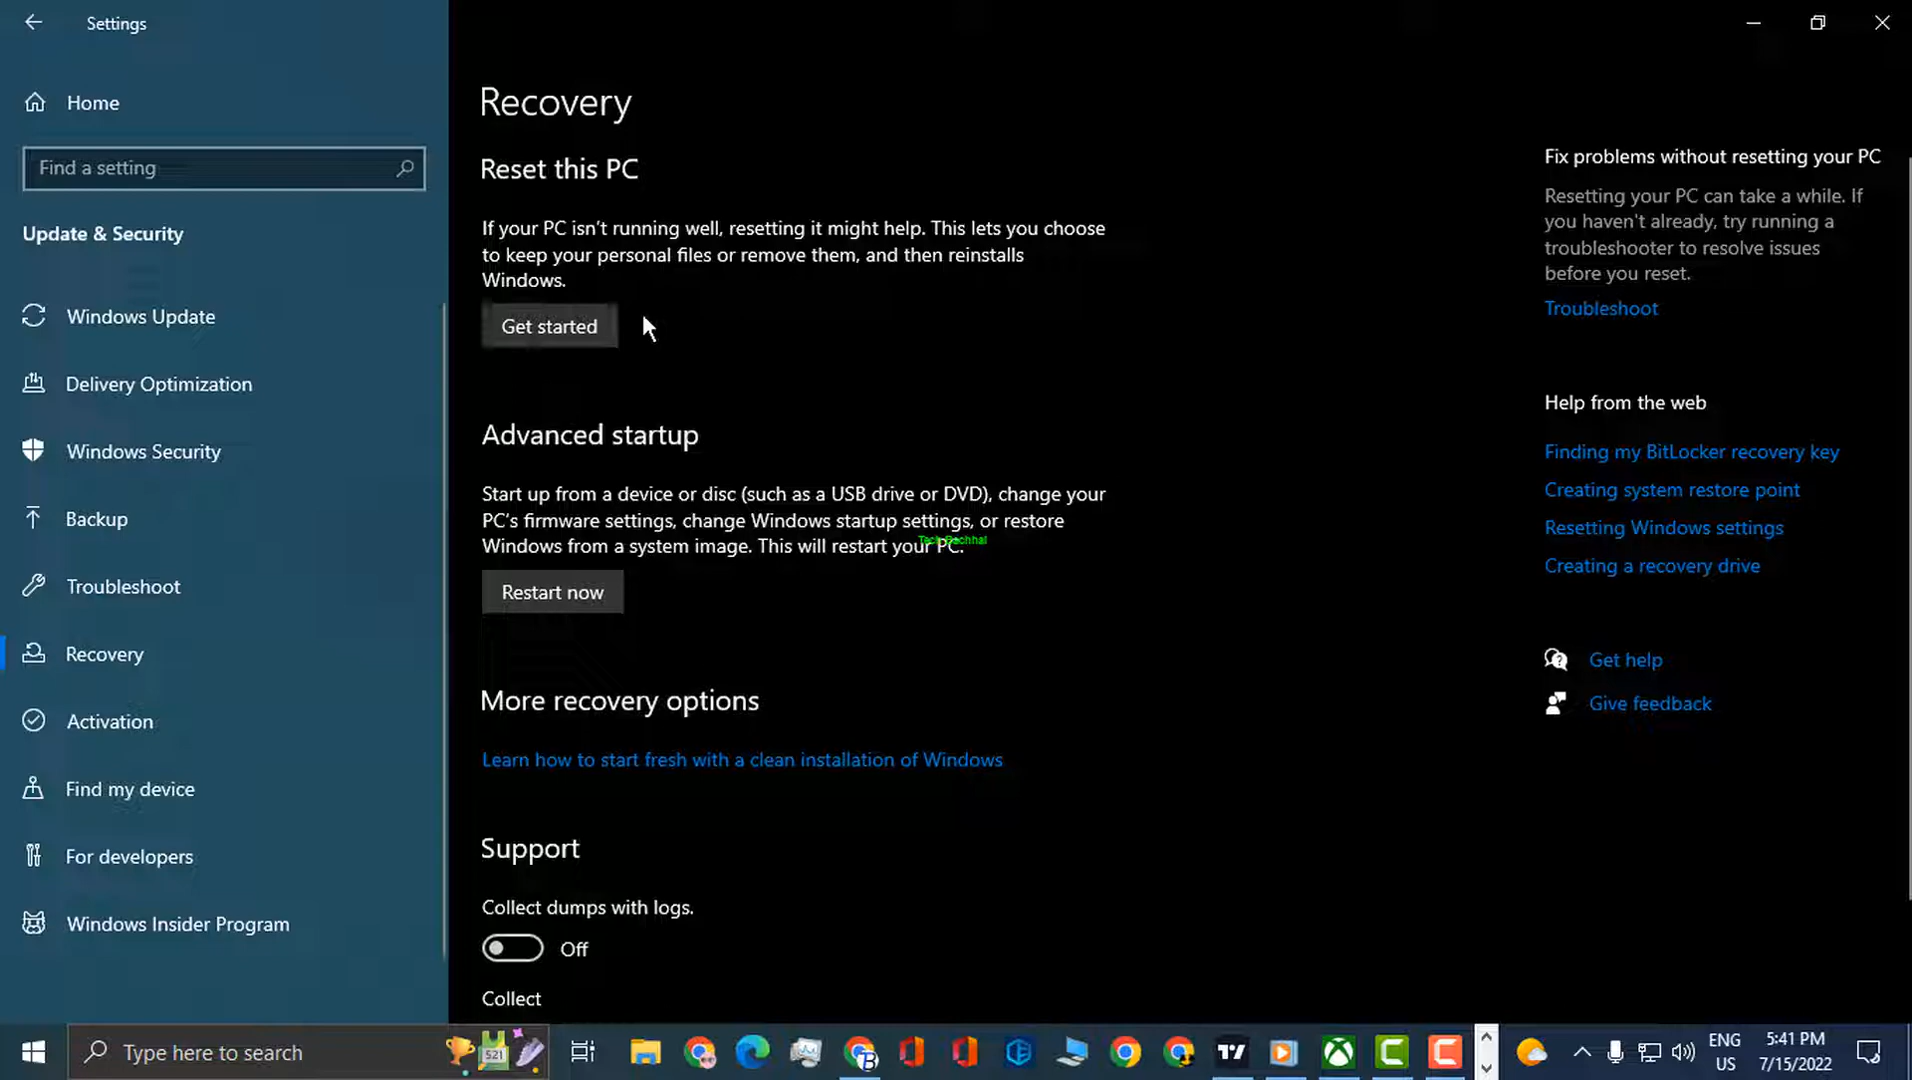 Settings
Home
Find a setting
Update & Security
Windows Update
Delivery Optimization
Windows Security
Backup
Troubleshoot
Recovery
Activation
Find my device
For developers
Windows Insider Program
Recovery
Reset this PC
If your PC isn't running well, resetting it might help. This lets you choose
to keep your personal files or remove them, and then reinstalls
Windows.
Get started
Advanced startup
Start up from a device or disc (such as a USB drive or DVD), change your
PC's firmware settings, change Windows startup settings, or restore
Windows from a system image. This will restart your PC.
Restart now
More recovery options
Learn how to start fresh with a clean installation of Windows
Support
Collect dumps with logs.
Off
Collect
Fix problems without resetting your PC
Resetting your PC can take a while. If
you haven't already, try running a
troubleshooter to resolve issues
before you reset.
Troubleshoot
Help from the web
Finding my BitLocker recovery key
Creating system restore point
Resetting Windows settings
Creating a recovery drive
Get help
Give feedback
Type here to search
521
ENG
US
5:41 PM
7/15/2022